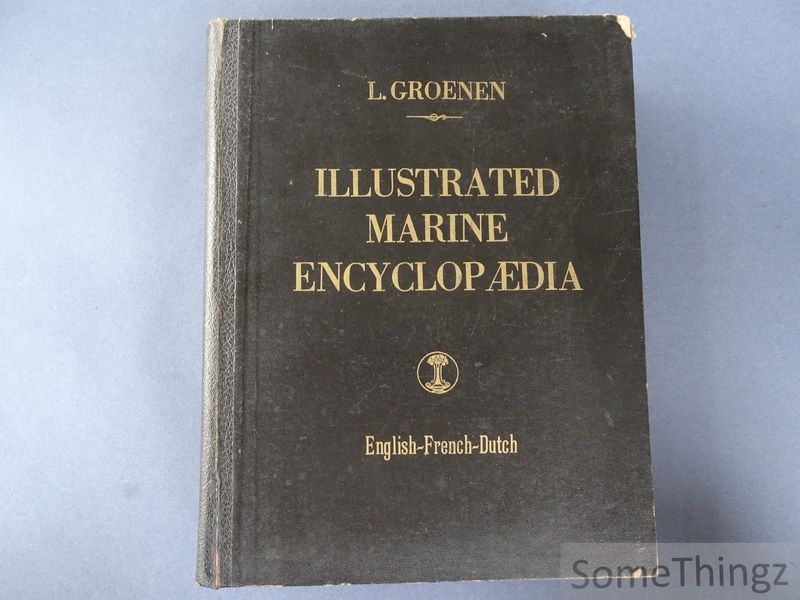 L. GROENEN
ILLUSTRATED
MARINE
ENCYCLOPÆDIA
English-French-Dutch
SomeThingz